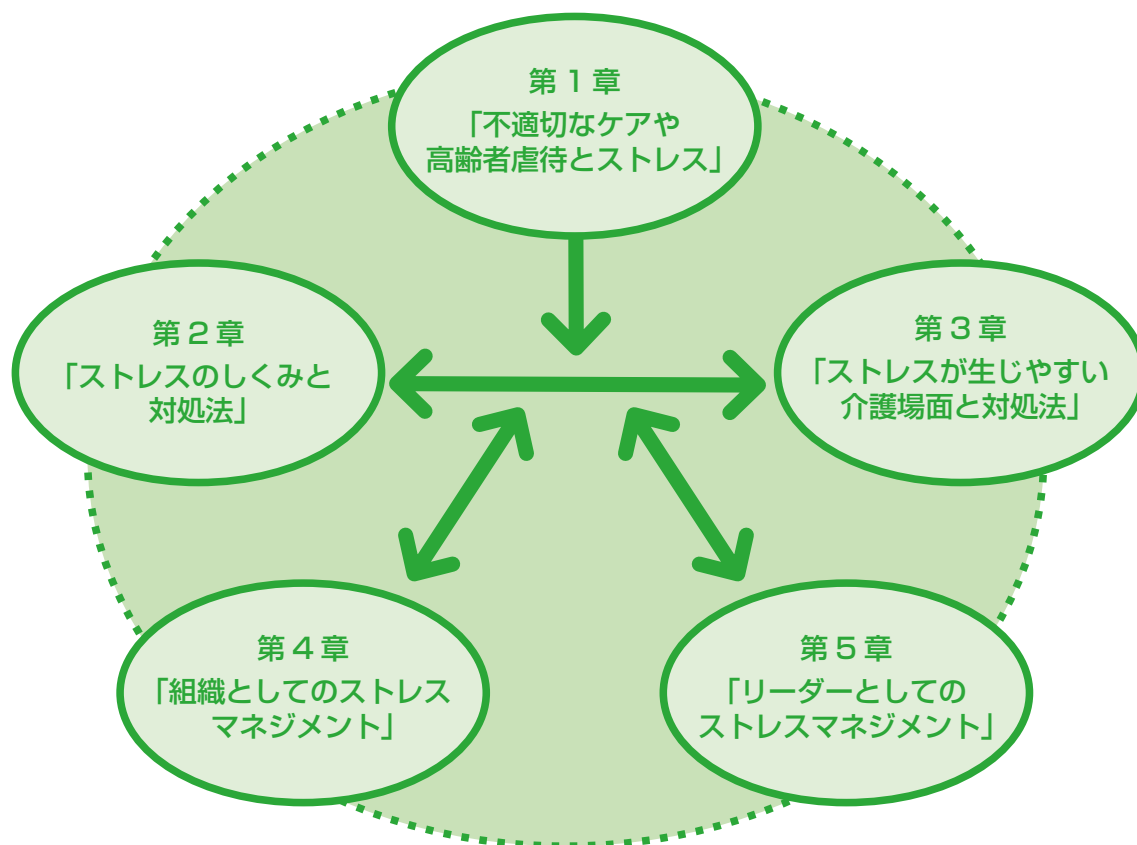 第1章
「不適切なケアや
高齢者虐待とストレス」
第2章
「ストレスのしくみと
対処法」
第3章
「ストレスが生じやすい
介護場面と対処法」
第4章
「組織としてのストレス
マネジメント」
第5章
「リーダーとしての
ストレスマネジメント」